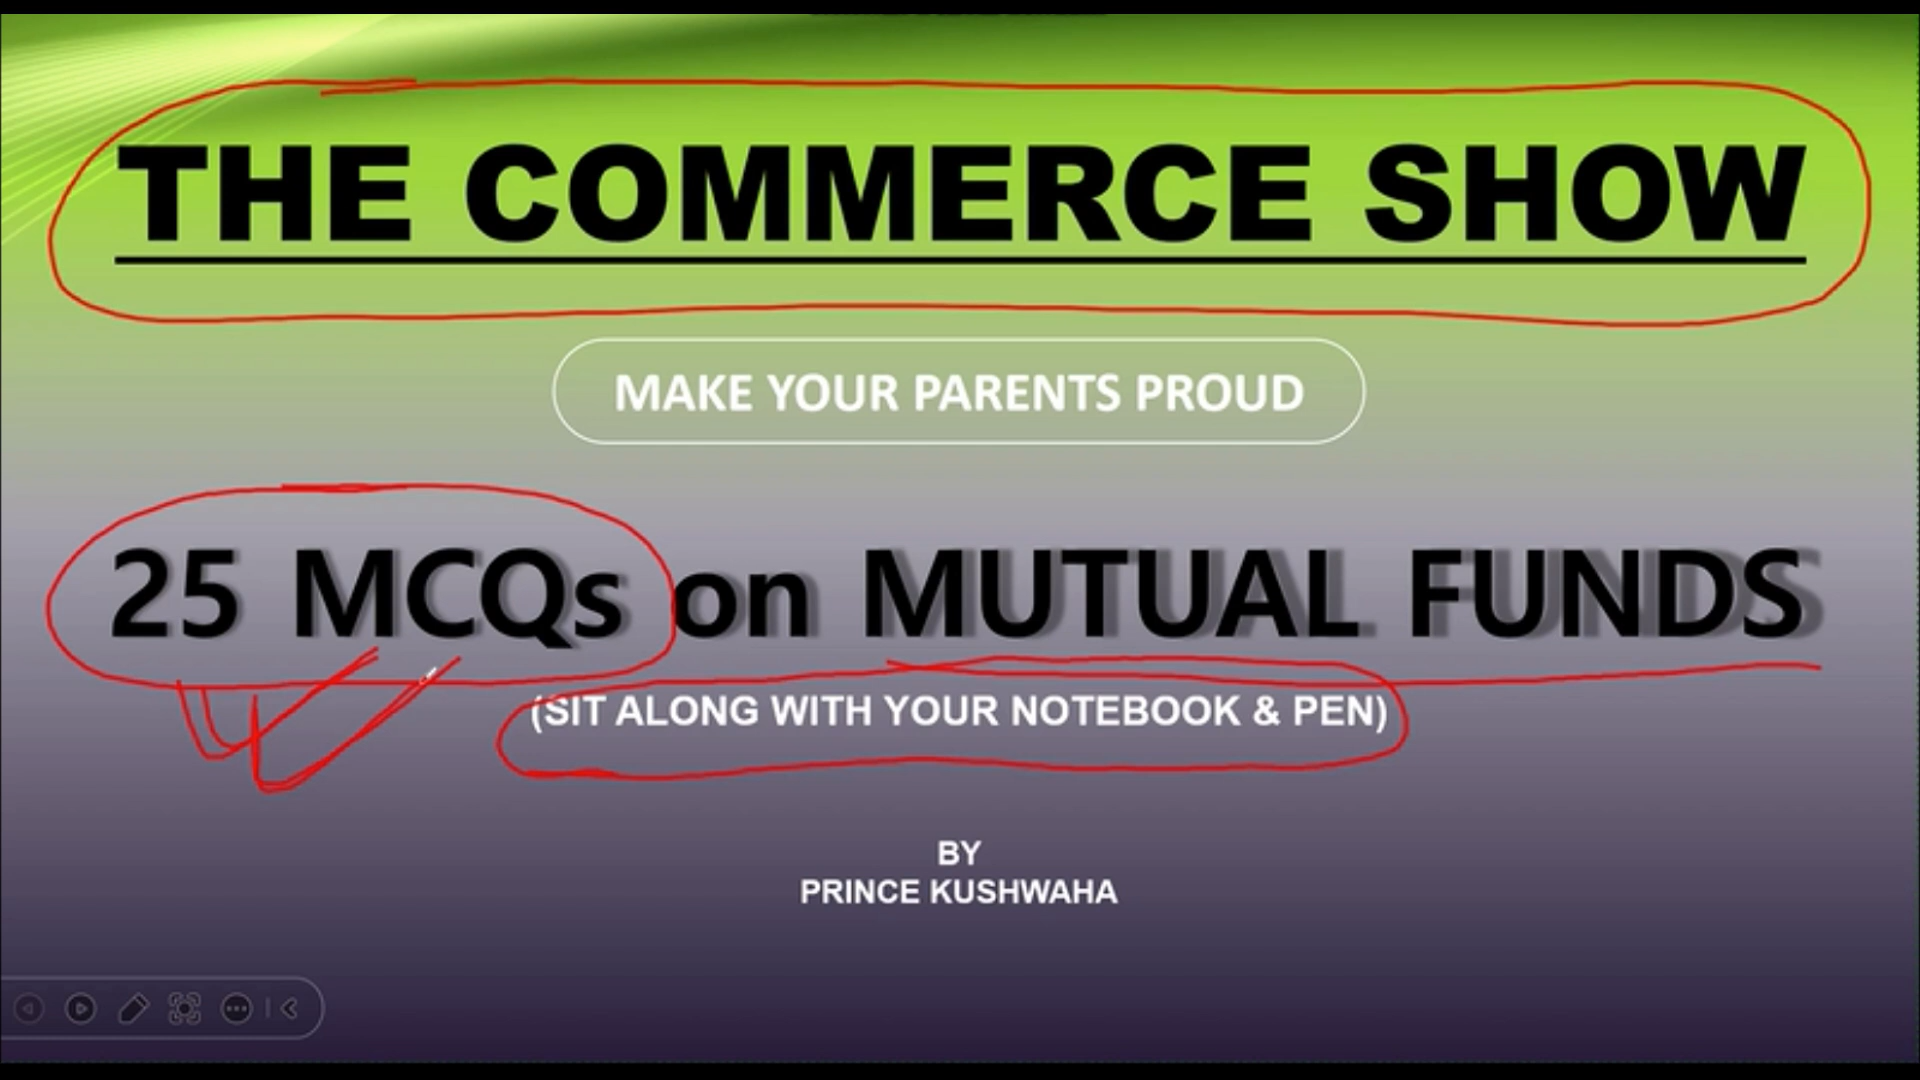 THE COMMERCE SHOW
MAKE YOUR PARENTS PROUD
25 MCQs on MUTUAL FUNDS
(SIT ALONG WITH YOUR NOTEBOOK & PEN)
BY
PRINCE KUSHWAHA